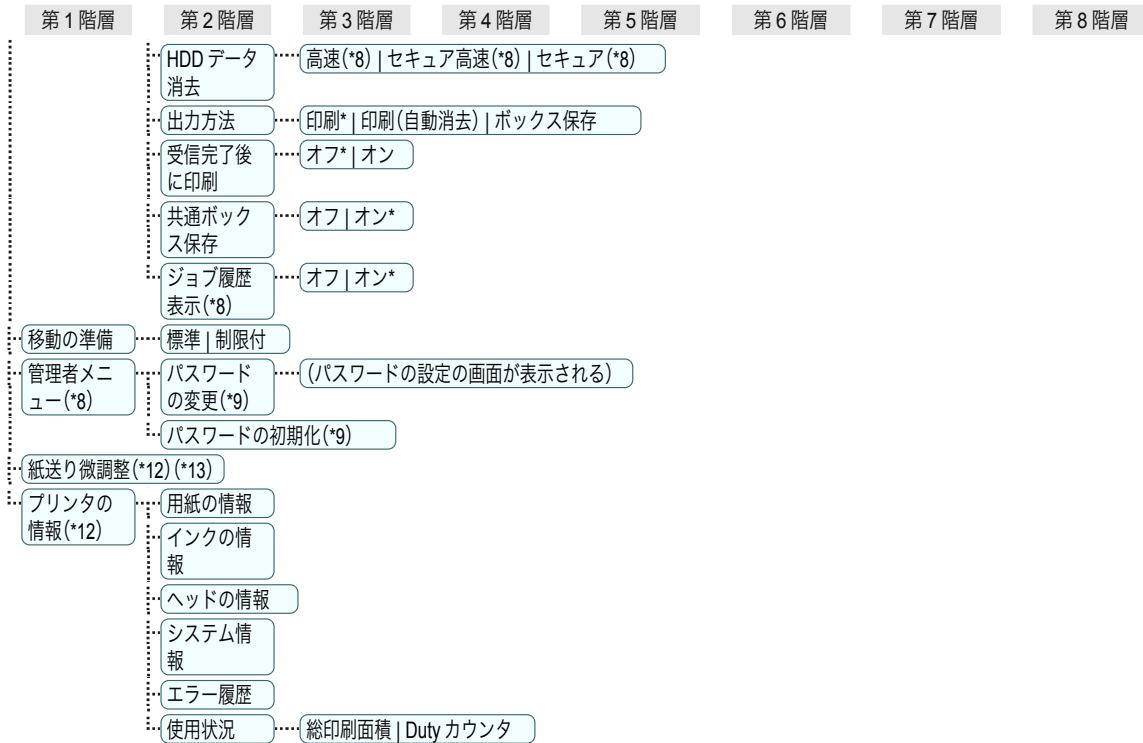 第1階層 第2階層 第3階層 第4階層 第5階層 第6階層 第7階層 第8階層
HDDデータ 高速(*8) | セキュア高速(*8) | セキュア(*8)
消去
出力方法 印刷* | 印刷(自動消去) | ボックス保存
受信完了後 オフ* | オン
に印刷
共通ボック オフ | オン*
ス保存
ジョブ履歴 オフ | オン*
表示(*8)
移動の準備 標準 | 制限付
管理者メニ パスワード (パスワードの設定の画面が表示される)
ュー(*8) の変更(*9)
パスワードの初期化(*9)
紙送り微調整(*12)(*13)
プリンタの 用紙の情報
情報(*12) インクの情
報
ヘッドの情報
システム情
報
エラー履歴
使用状況 総印刷面積 | Duty カウンタ